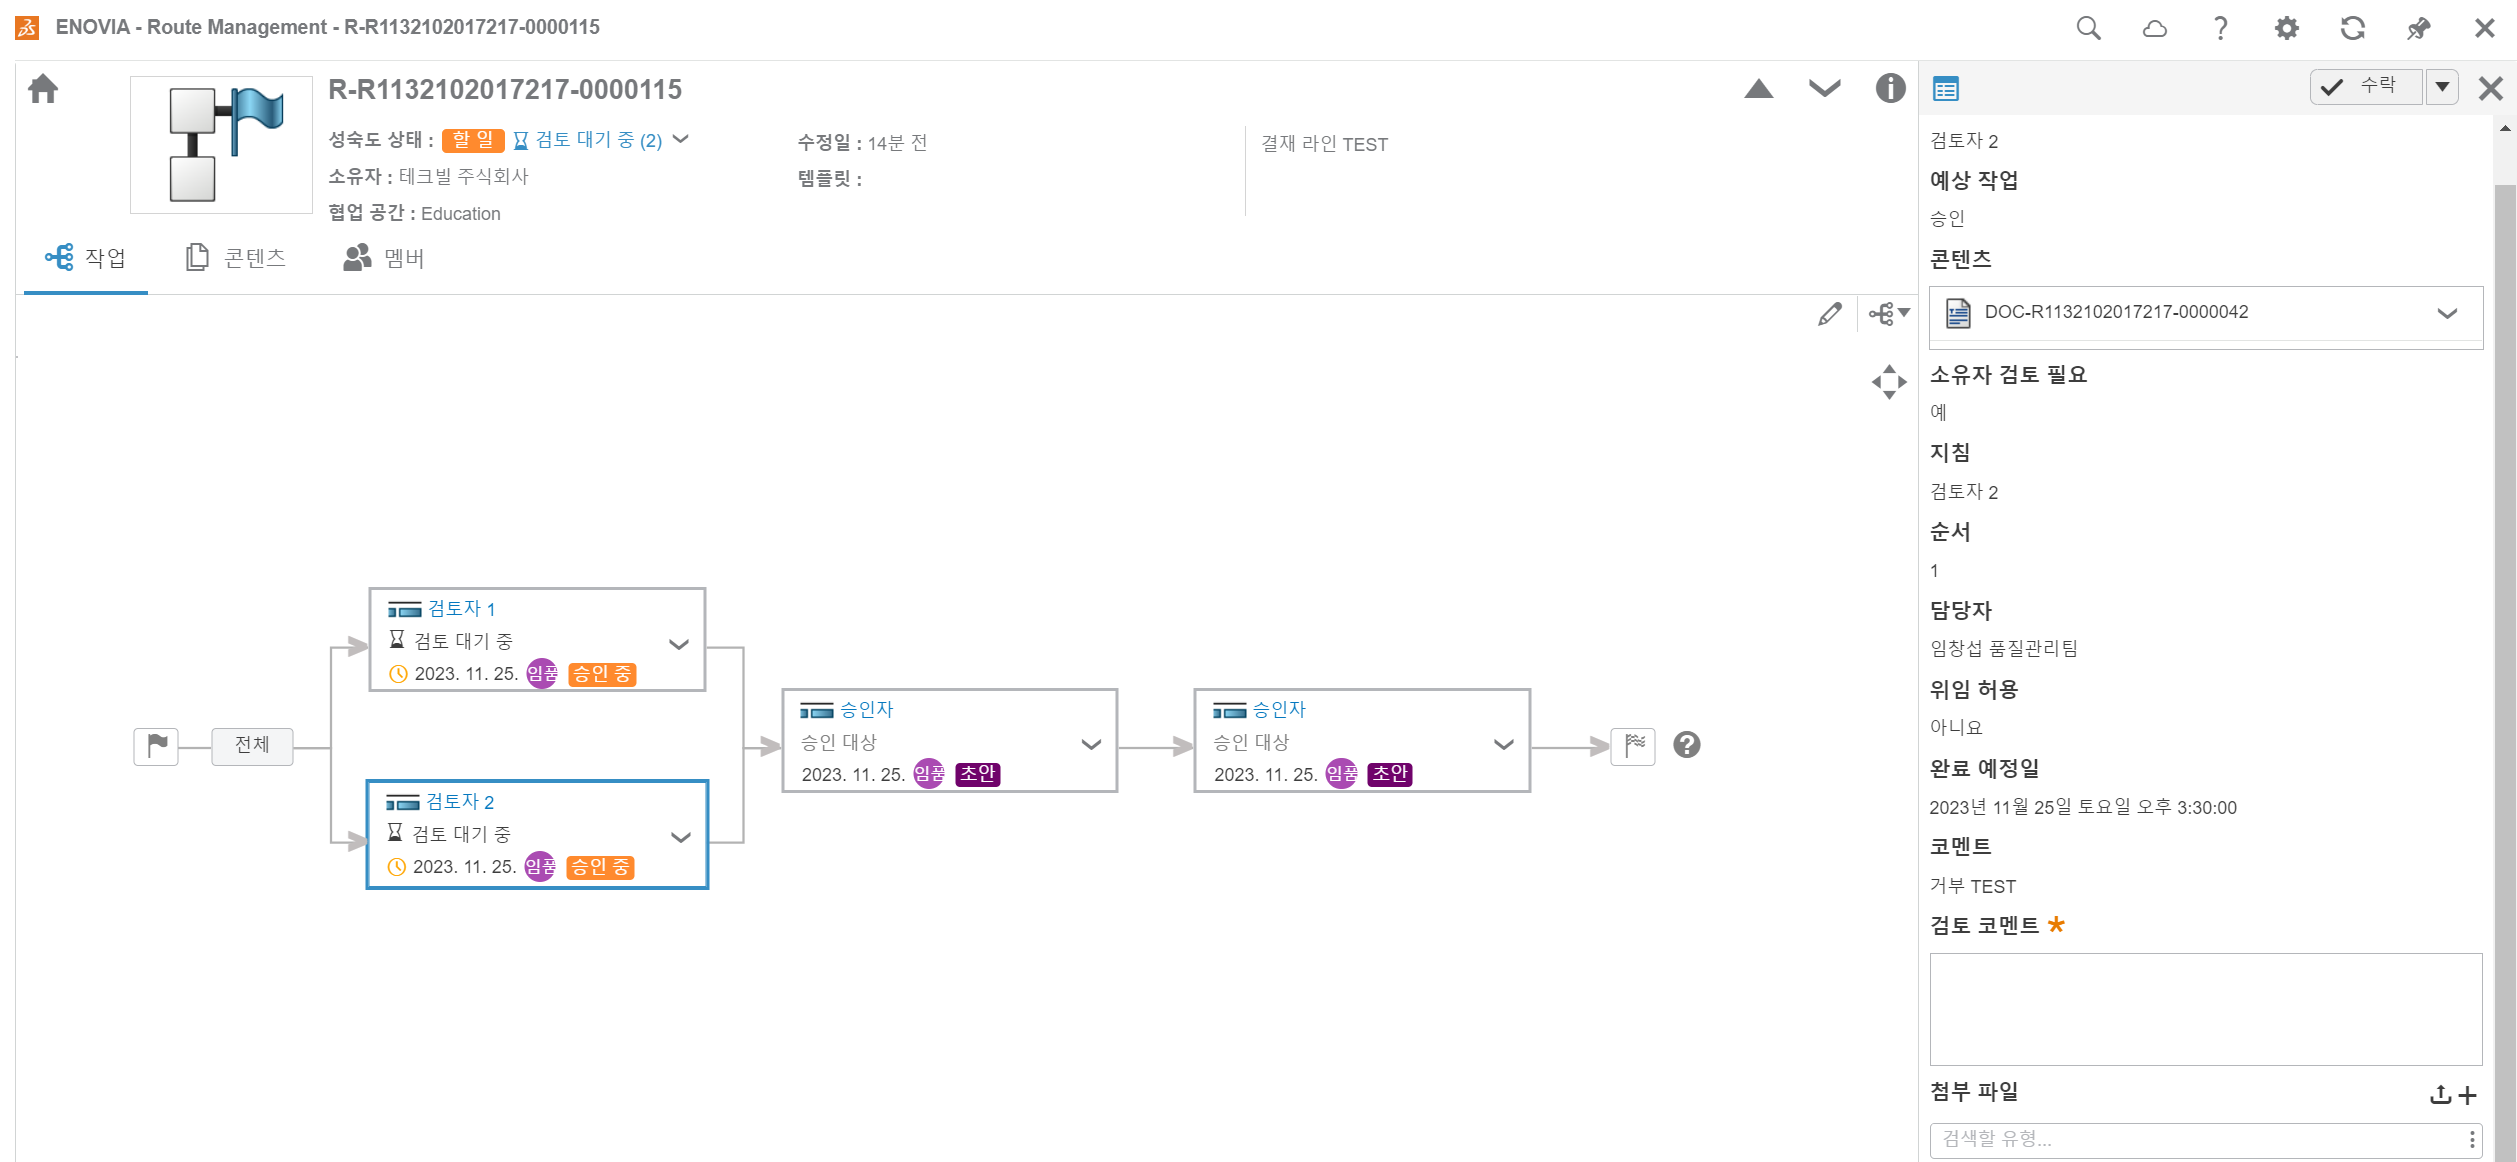 ENOVIA - Route Management - R-R1132102017217-0000115
R-R1132102017217-0000115
성숙도 상태 : 할 일 검토 대기 중 (2)
소유자 : 테크빌 주식회사
협업 공간 : Education
수정일 : 14분 전
템플릿 :
결재 라인 TEST
작업
콘텐츠
멤버
전체
검토자 1
검토 대기 중
2023. 11. 25. 임품 승인 중
검토자 2
검토 대기 중
2023. 11. 25. 임품 승인 중
승인자
승인 대상
2023. 11. 25. 임품 초안
승인자
승인 대상
2023. 11. 25. 임품 초안
수락
검토자 2
예상 작업
승인
콘텐츠
DOC-R1132102017217-0000042
소유자 검토 필요
예
지침
검토자 2
순서
1
담당자
임창섭 품질관리팀
위임 허용
아니요
완료 예정일
2023년 11월 25일 토요일 오후 3:30:00
코멘트
거부 TEST
검토 코멘트 *
첨부 파일
검색할 유형...